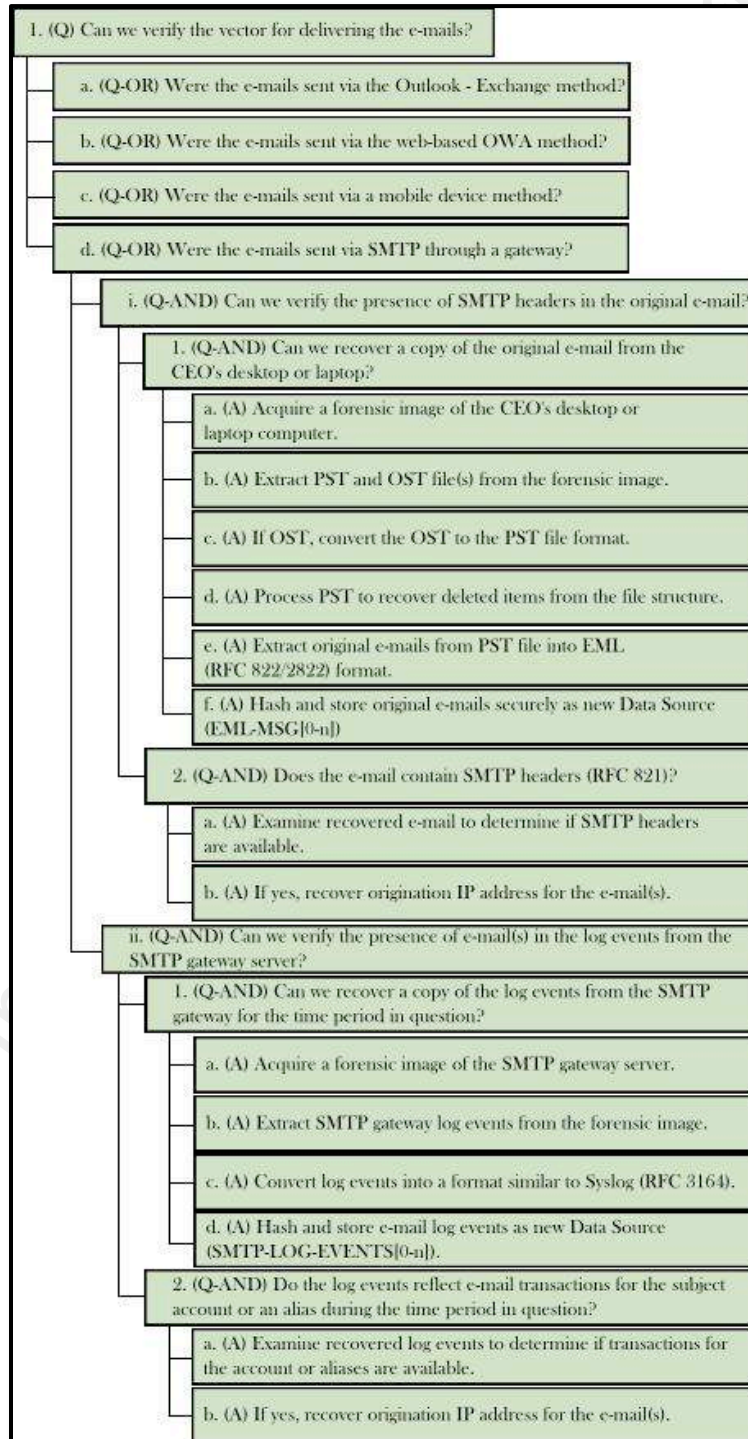 1. (Q) Can we verify the vector for delivering the e-mails?
a. (Q-OR) Were the e-mails sent via the Outlook - Exchange method?
b. (Q-OR) Were the e-mails sent via the web-based OWA method?
c. (Q-OR) Were the e-mails sent via a mobile device method?
d. (Q-OR) Were the e-mails sent via SMTP through a gateway?
i. (Q-AND) Can we verify the presence of SMTP headers in the original e-mail?
1. (Q-AND) Can we recover a copy of the original e-mail from the
CEO's desktop or laptop?
a. (A) Acquire a forensic image of the CEO's desktop or
laptop computer.
b. (A) Extract PST and OST file(s) from the forensic image.
c. (A) If OST, convert the OST to the PST file format.
d. (A) Process PST to recover deleted items from the file structure.
e. (A) Extract original e-mails from PST file into EML
(RFC 822/2822) format.
f. (A) Hash and store original e-mails securely as new Data Source
(EML-MSG[0-n])
2. (Q-AND) Does the e-mail contain SMTP headers (RFC 821)?
a. (A) Examine recovered e-mail to determine if SMTP headers
are available.
b. (A) If yes, recover origination IP address for the e-mail(s).
ii. (Q-AND) Can we verify the presence of e-mail(s) in the log events from the
SMTP gateway server?
1. (Q-AND) Can we recover a copy of the log events from the SMTP
gateway for the time period in question?
a. (A) Acquire a forensic image of the SMTP gateway server.
b. (A) Extract SMTP gateway log events from the forensic image.
c. (A) Convert log events into a format similar to Syslog (RFC 3164).
d. (A) Hash and store e-mail log events as new Data Source
(SMTP-LOG-EVENTS[0-n]).
2. (Q-AND) Do the log events reflect e-mail transactions for the subject
account or an alias during the time period in question?
a. (A) Examine recovered log events to determine if transactions for
the account or aliases are available.
b. (A) If yes, recover origination IP address for the e-mail(s).